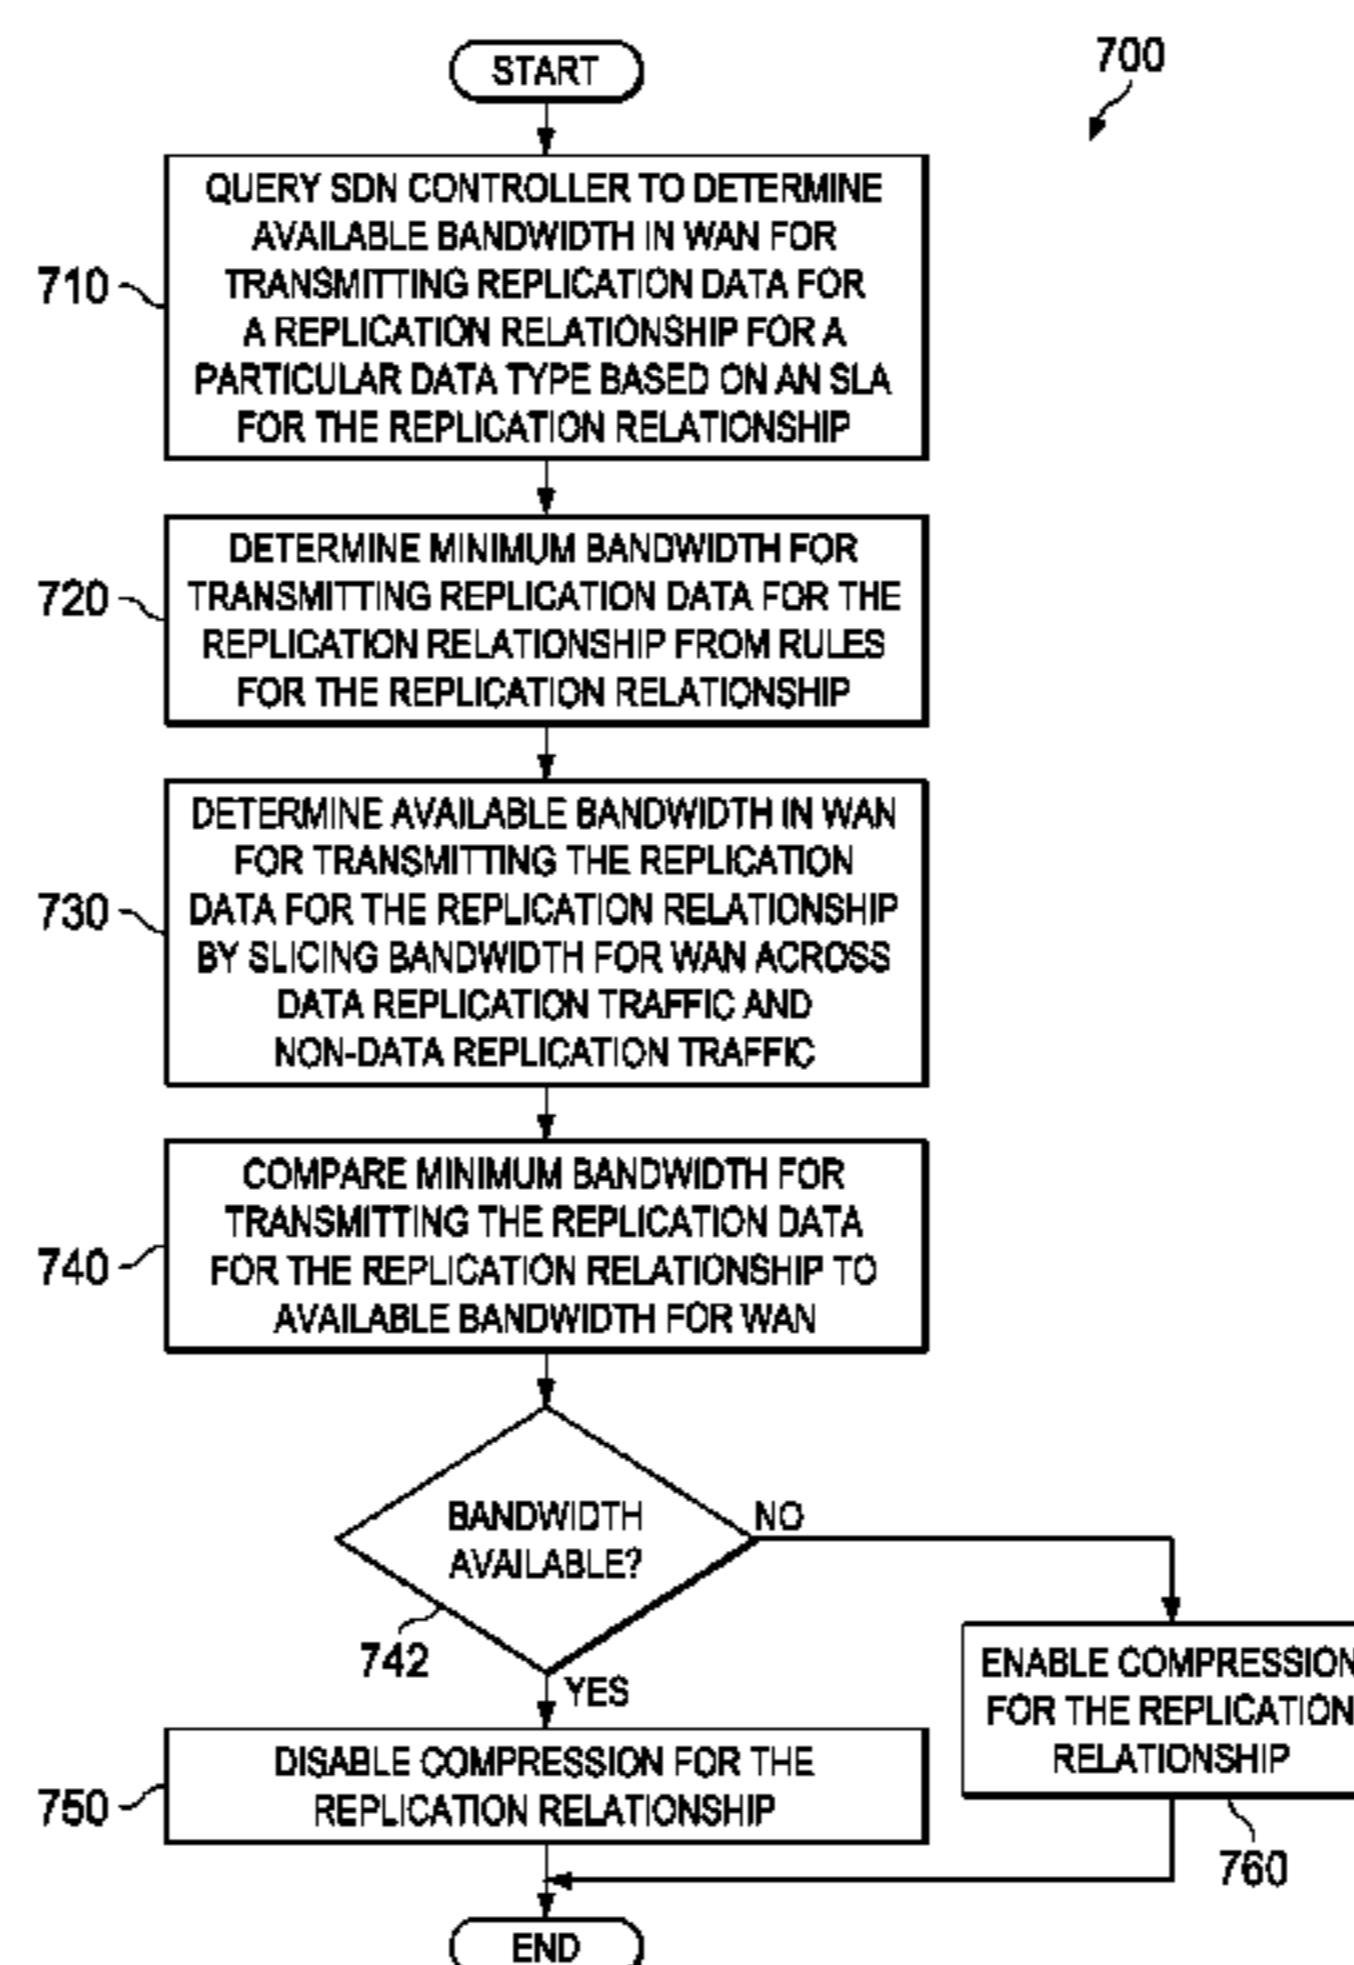 START
700
QUERY SDN CONTROLLER TO DETERMINE
AVAILABLE BANDWIDTH IN WAN FOR
TRANSMITTING REPLICATION DATA FOR
A REPLICATION RELATIONSHIP FOR A
PARTICULAR DATA TYPE BASED ON AN SLA
FOR THE REPLICATION RELATIONSHIP
710
DETERMINE MINIMUM BANDWIDTH FOR
TRANSMITTING REPLICATION DATA FOR THE
REPLICATION RELATIONSHIP FROM RULES
FOR THE REPLICATION RELATIONSHIP
720
DETERMINE AVAILABLE BANDWIDTH IN WAN
FOR TRANSMITTING THE REPLICATION
DATA FOR THE REPLICATION RELATIONSHIP
BY SLICING BANDWIDTH FOR WAN ACROSS
DATA REPLICATION TRAFFIC AND
NON-DATA REPLICATION TRAFFIC
730
COMPARE MINIMUM BANDWIDTH FOR
TRANSMITTING THE REPLICATION DATA
FOR THE REPLICATION RELATIONSHIP TO
AVAILABLE BANDWIDTH FOR WAN
740
BANDWIDTH
AVAILABLE?
NO
742
YES
ENABLE COMPRESSION
FOR THE REPLICATION
RELATIONSHIP
760
DISABLE COMPRESSION FOR THE
REPLICATION RELATIONSHIP
750
END